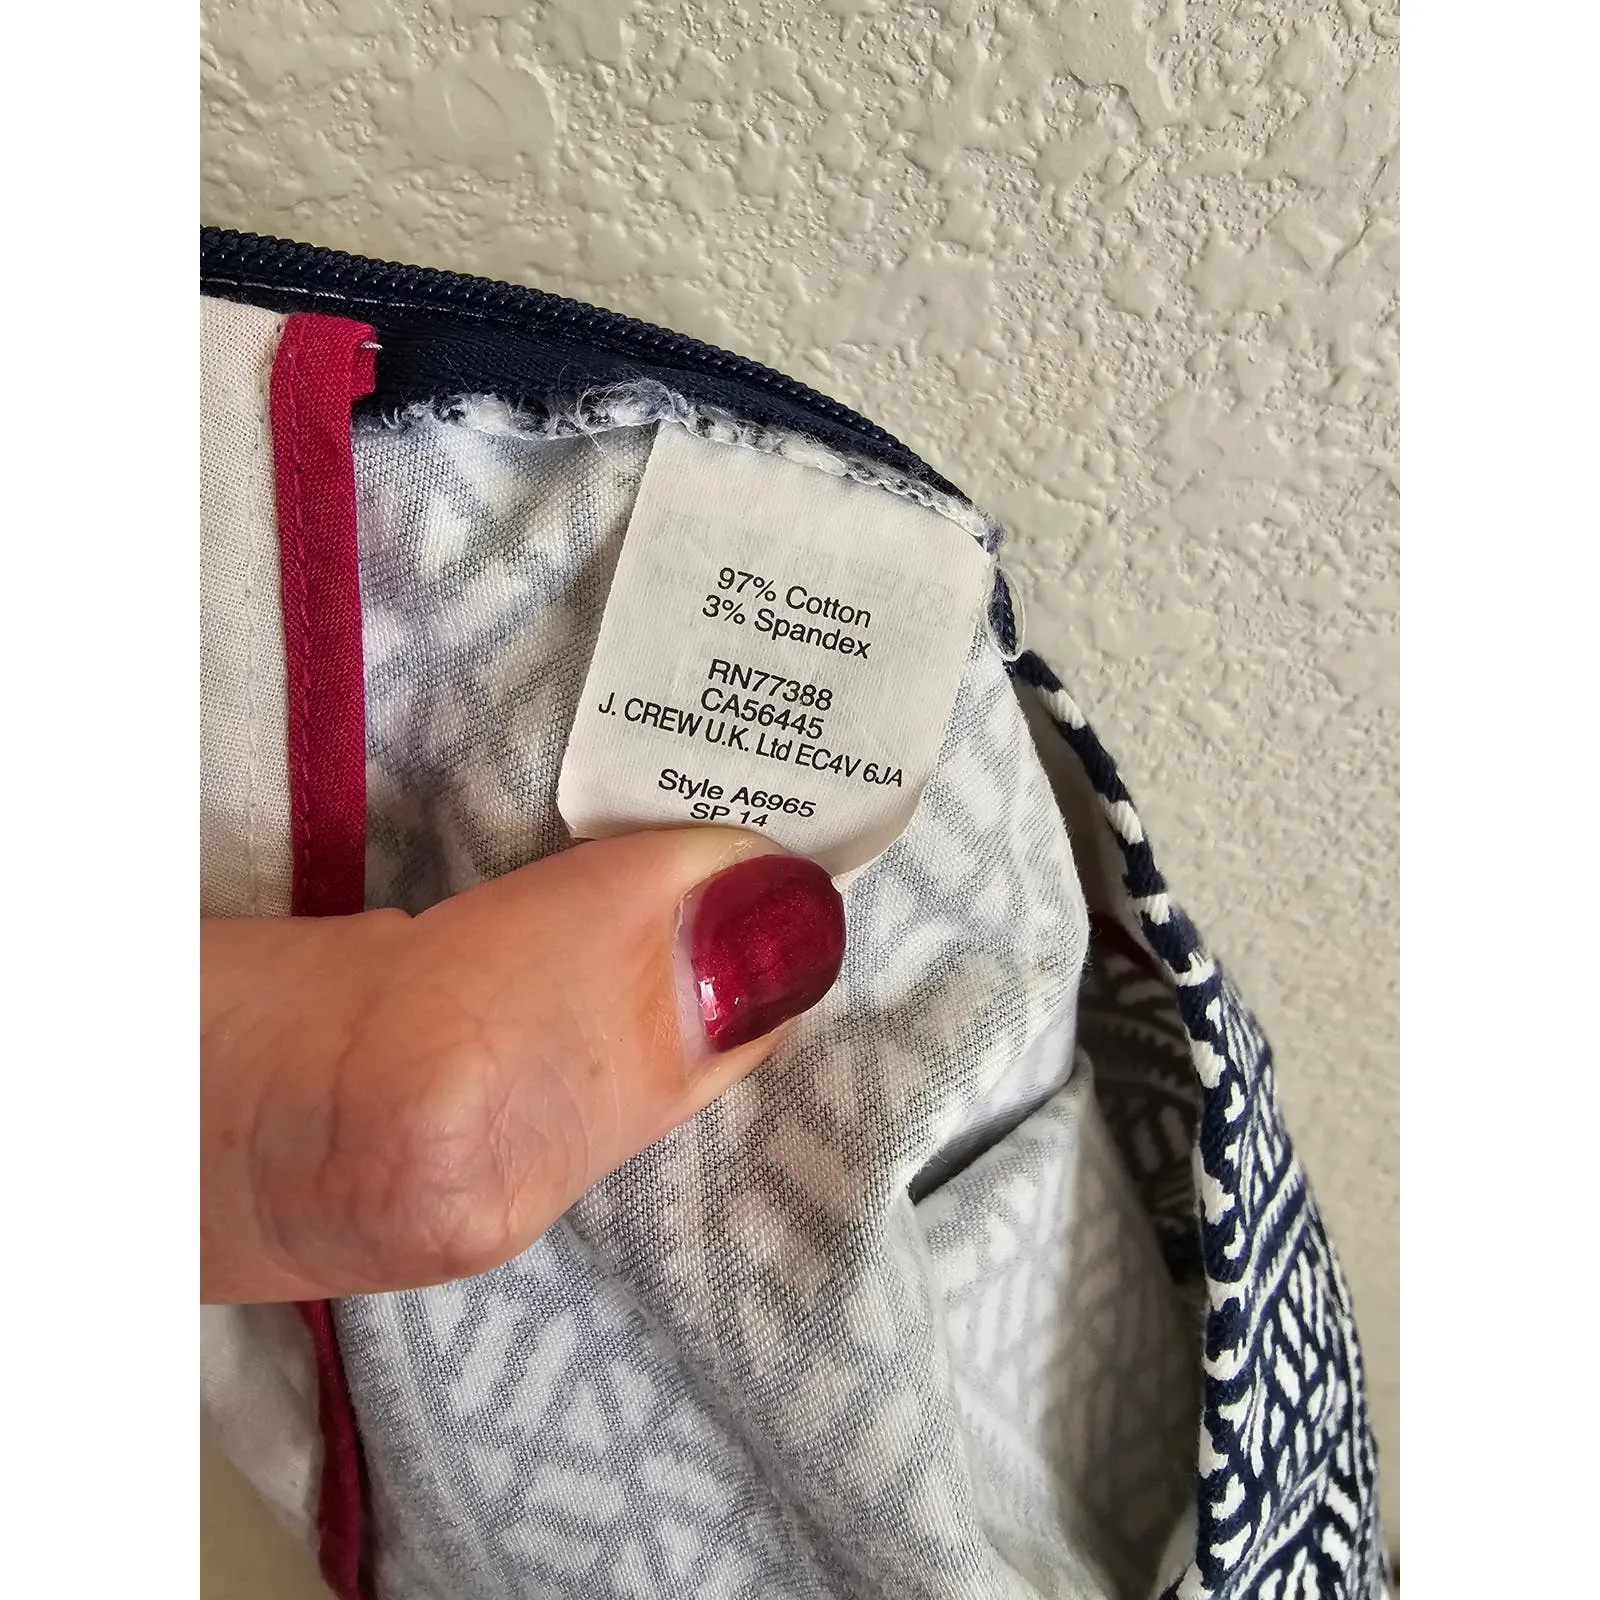 97% Cotton
3% Spandex
RN77388
CA56445
J. CREW U.K. Ltd EC4V 6JA
Style A6965
SP 14